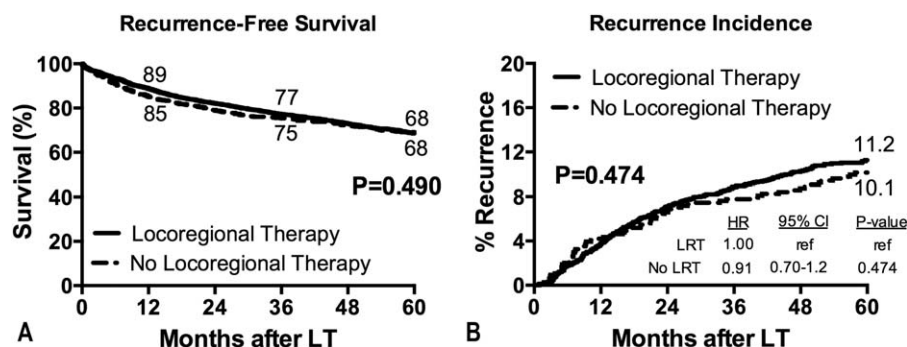 Recurrence-Free Survival
Survival (%)
100
80
60
40
20
0
89
85
77
75
68
68
P=0.490
Locoregional Therapy
No Locoregional Therapy
0 12 24 36 48 60
Months after LT
A
Recurrence Incidence
% Recurrence
20
16
12
8
4
0
Locoregional Therapy
No Locoregional Therapy
P=0.474
11.2
10.1
HR 95% CI P-value
LRT 1.00 ref ref
No LRT 0.91 0.70-1.2 0.474
0 12 24 36 48 60
Months after LT
B